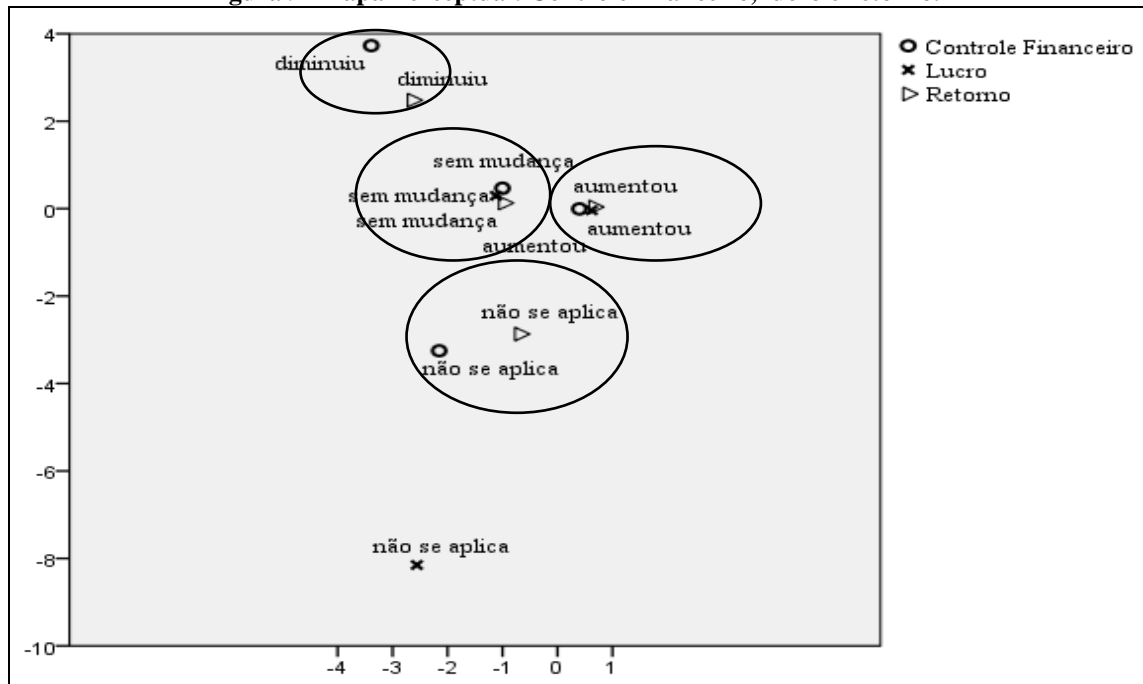 4
2
0
-2
-4
-6
-8
-10
-4 -3 -2 -1 0 1
diminuiu
diminuiu
sem mudança
sem mudança
sem mudança
aumentou
aumentou
aumentou
não se aplica
não se aplica
não se aplica
Controle Financeiro
Lucro
Retorno